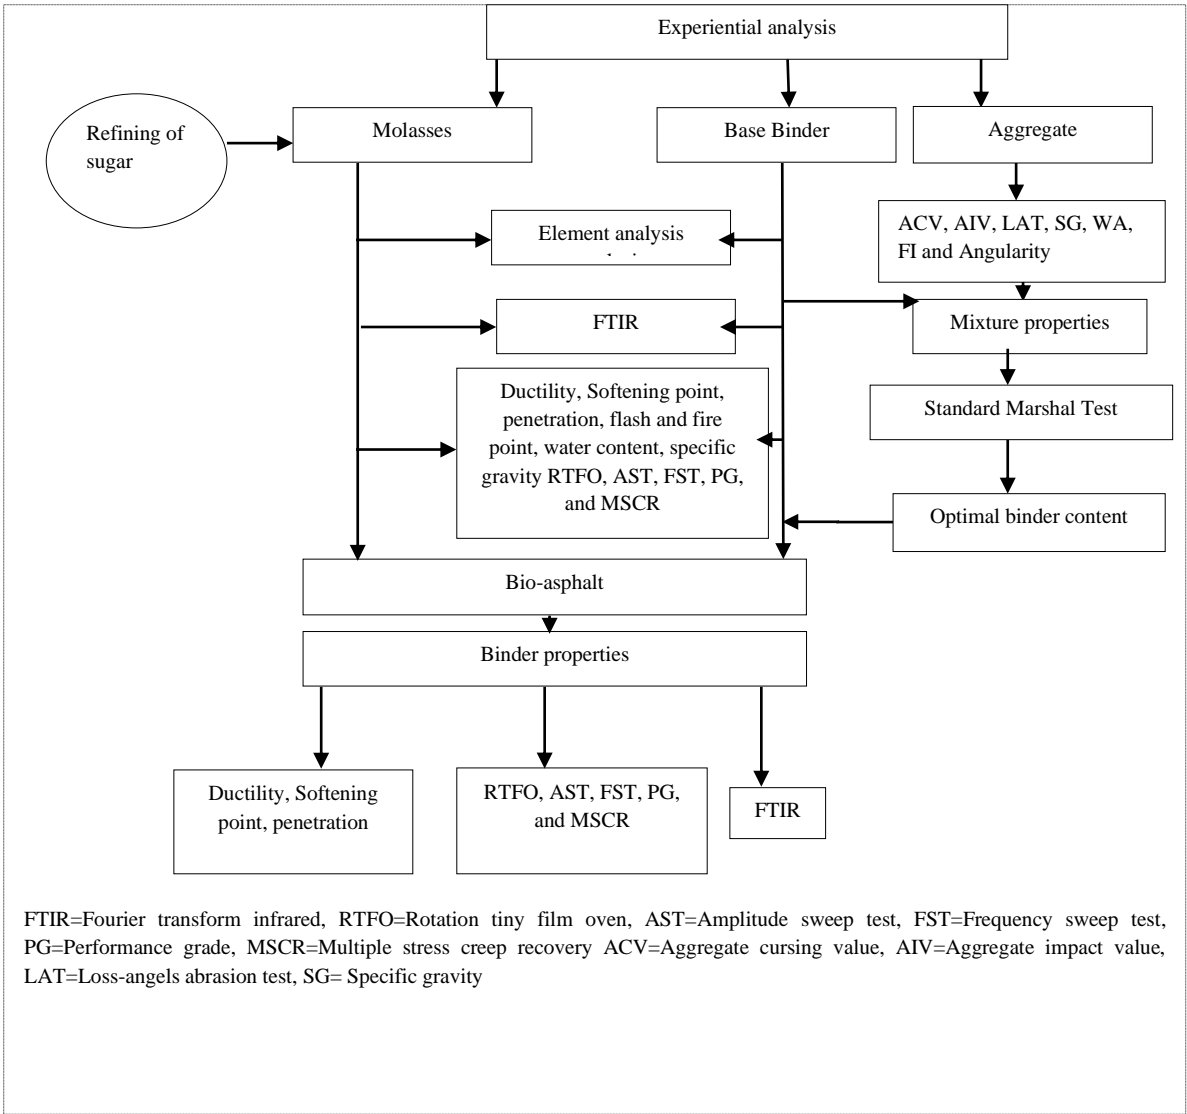 Experiential analysis
Refining of
sugar
Molasses
Base Binder
Aggregate
ACV, AIV, LAT, SG, WA,
FI and Angularity
Element analysis
FTIR
Mixture properties
Ductility, Softening point,
penetration, flash and fire
point, water content, specific
gravity RTFO, AST, FST, PG,
and MSCR
Standard Marshal Test
Optimal binder content
Bio-asphalt
Binder properties
Ductility, Softening
point, penetration
RTFO, AST, FST, PG,
and MSCR
FTIR
FTIR=Fourier transform infrared, RTFO=Rotation tiny film oven, AST=Amplitude sweep test, FST=Frequency sweep test,
PG=Performance grade, MSCR=Multiple stress creep recovery ACV=Aggregate cursing value, AIV=Aggregate impact value,
LAT=Loss-angels abrasion test, SG= Specific gravity